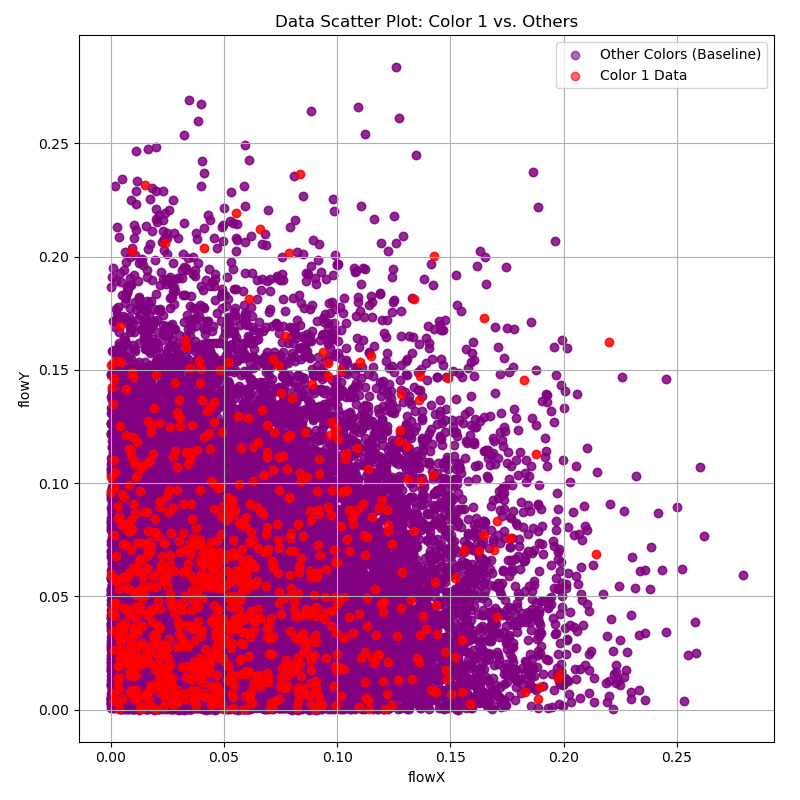 Data Scatter Plot: Color 1 vs. Others
Other Colors (Baseline)
Color 1 Data
0.25
0.20
0.15
0.10
0.05
0.00
flowY
0.00 0.05 0.10 0.15 0.20 0.25
flowX